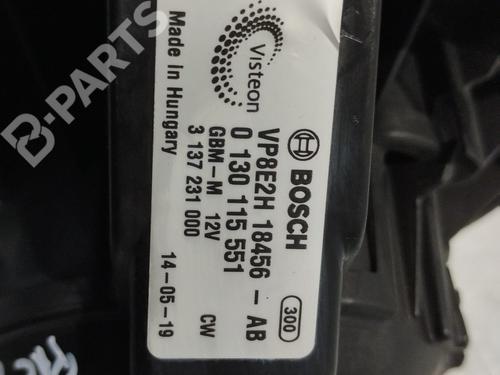 B-PARTS
Visteon
Made In Hungary
BOSCH
VP8E2H 18456 - AB
0 130 115 551
GBM-M 12V CW
3 137 231 000
14-05-19
300